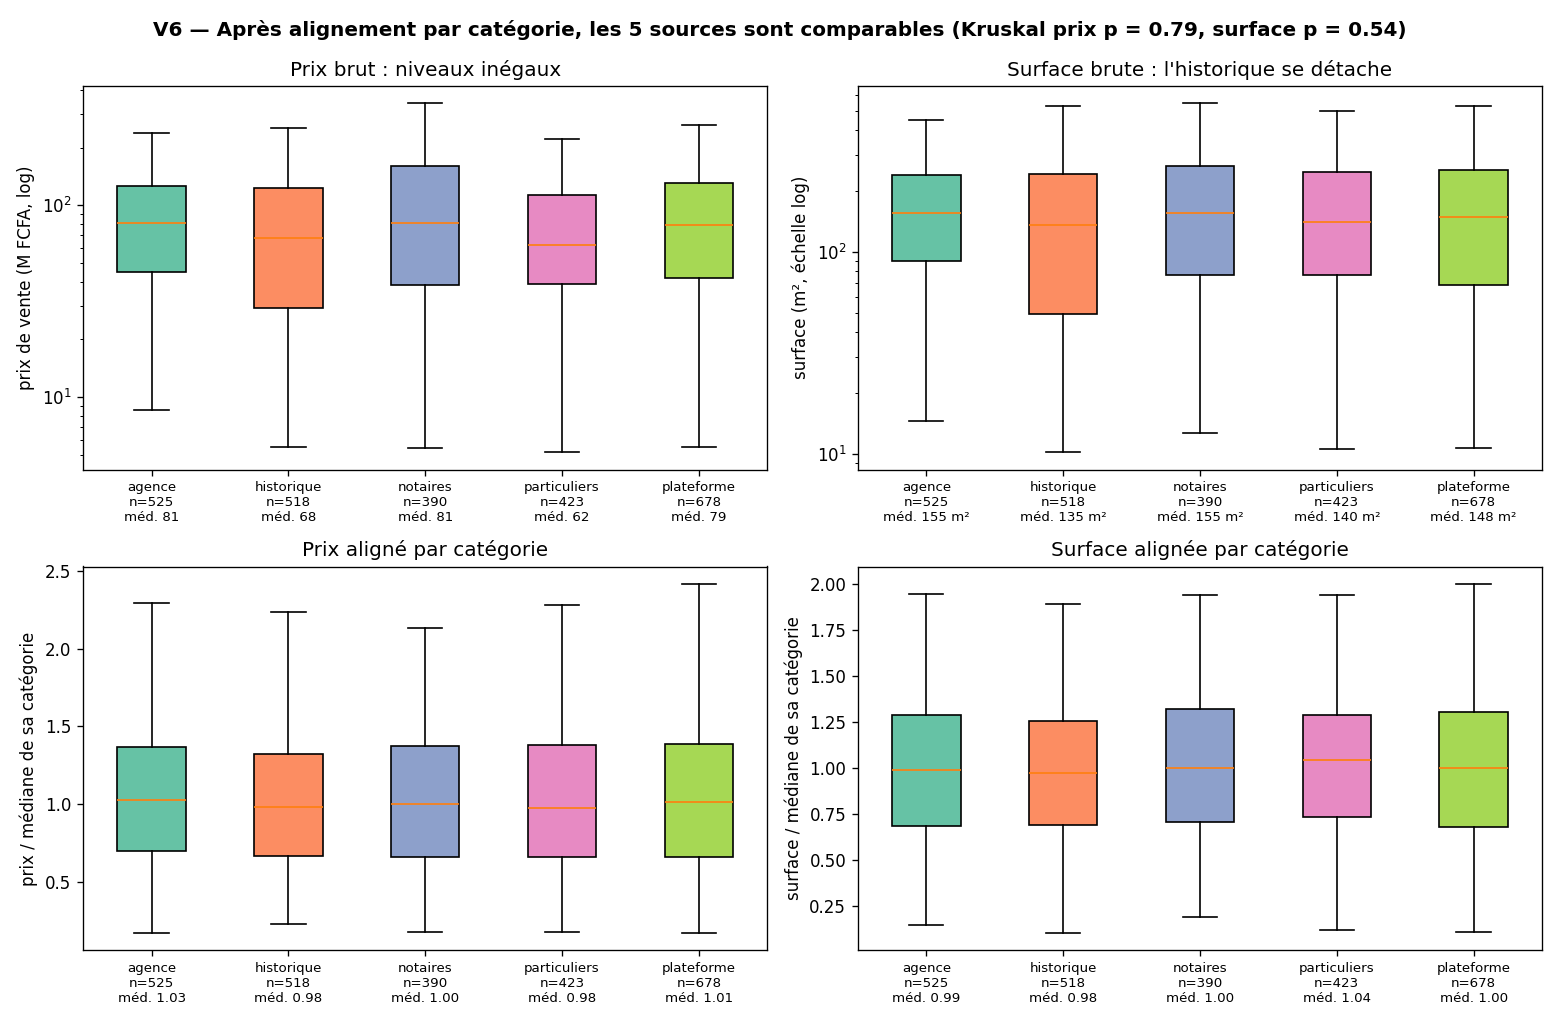 V6 — Après alignement par catégorie, les 5 sources sont comparables (Kruskal prix p = 0.79, surface p = 0.54)
Prix brut : niveaux inégaux
prix de vente (M FCFA, log)
10²
10¹
agence
n=525
méd. 81
historique
n=518
méd. 68
notaires
n=390
méd. 81
particuliers
n=423
méd. 62
plateforme
n=678
méd. 79
Surface brute : l'historique se détache
surface (m², échelle log)
10²
10¹
agence
n=525
méd. 155 m²
historique
n=518
méd. 135 m²
notaires
n=390
méd. 155 m²
particuliers
n=423
méd. 140 m²
plateforme
n=678
méd. 148 m²
Prix aligné par catégorie
prix / médiane de sa catégorie
2.5
2.0
1.5
1.0
0.5
agence
n=525
méd. 1.03
historique
n=518
méd. 0.98
notaires
n=390
méd. 1.00
particuliers
n=423
méd. 0.98
plateforme
n=678
méd. 1.01
Surface alignée par catégorie
surface / médiane de sa catégorie
2.00
1.75
1.50
1.25
1.00
0.75
0.50
0.25
agence
n=525
méd. 0.99
historique
n=518
méd. 0.98
notaires
n=390
méd. 1.00
particuliers
n=423
méd. 1.04
plateforme
n=678
méd. 1.00